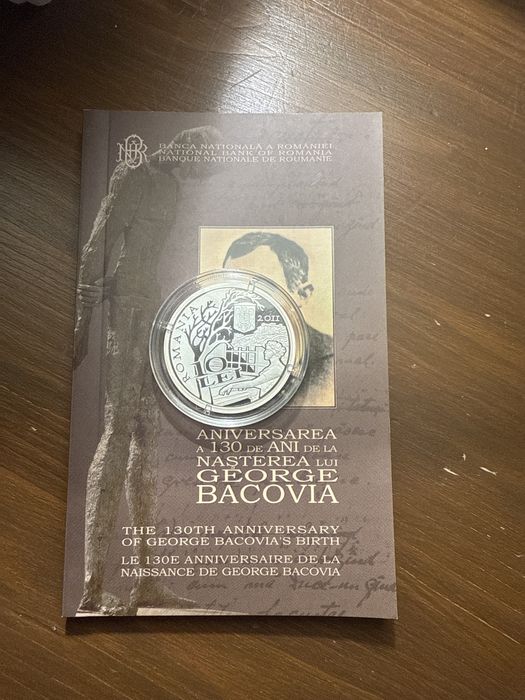 BNR
BANCA NAȚIONALĂ A ROMÂNIEI
NATIONAL BANK OF ROMANIA
BANQUE NATIONALE DE ROUMANIE
ROMANIA
2011
10
LEI
ANIVERSAREA
A 130 DE ANI DE LA
NAȘTEREA LUI
GEORGE
BACOVIA
THE 130TH ANNIVERSARY
OF GEORGE BACOVIA'S BIRTH
LE 130E ANNIVERSAIRE DE LA
NAISSANCE DE GEORGE BACOVIA